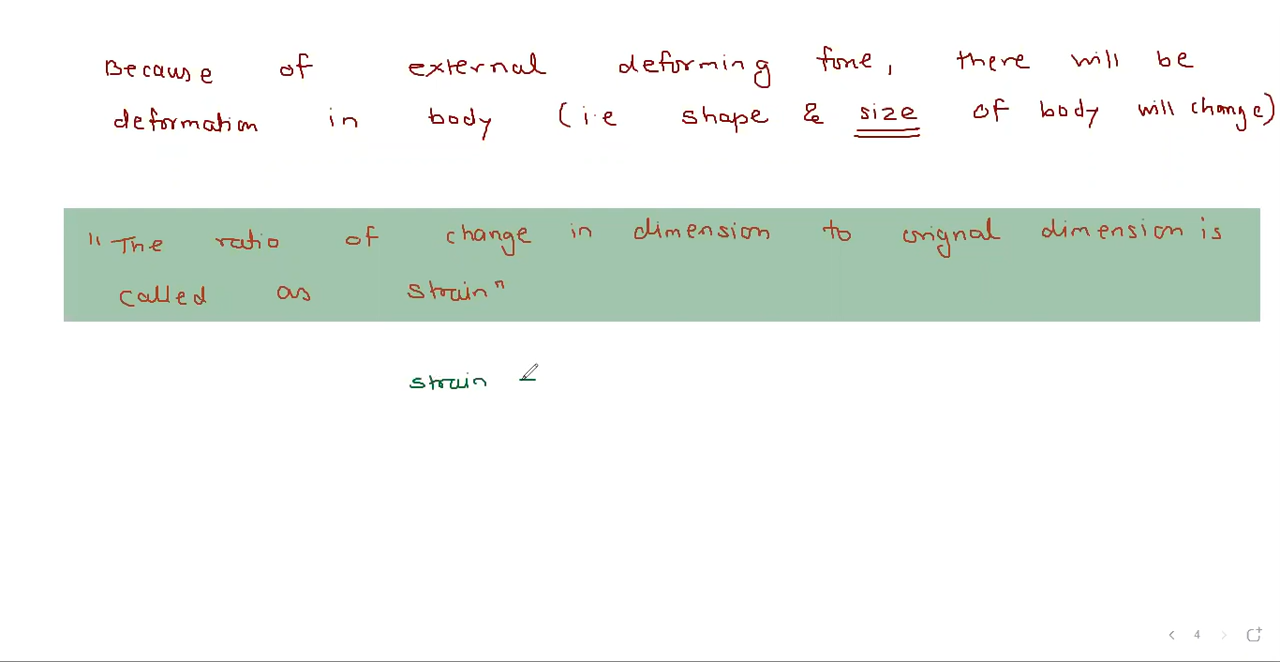 Because of external deforming force, there will be
deformation in body (i.e shape & size of body will change)
"The ratio of change in dimension to orignal dimension is
called as strain"
strain
4